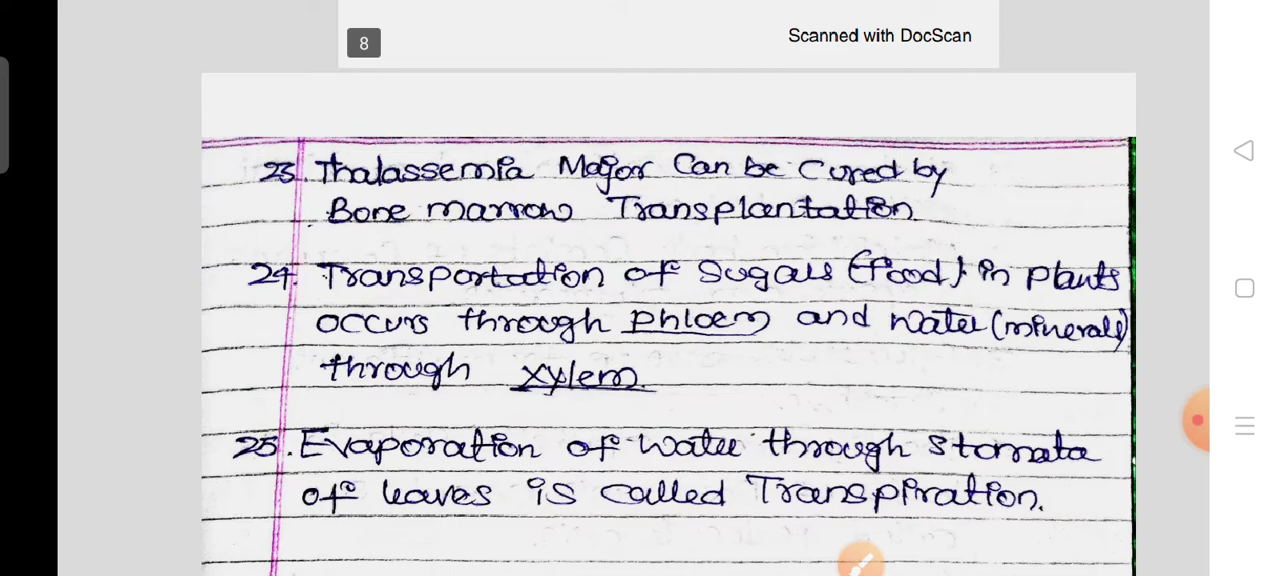 8
Scanned with DocScan
23. Thalassemia Major Can be Cured by
Bone marrow Transplantation.
24. Transportation of Sugars (food) in plants
occurs through phloem and water (minerals)
through xylem.
25. Evaporation of water through stomata
of leaves is called Transpiration.